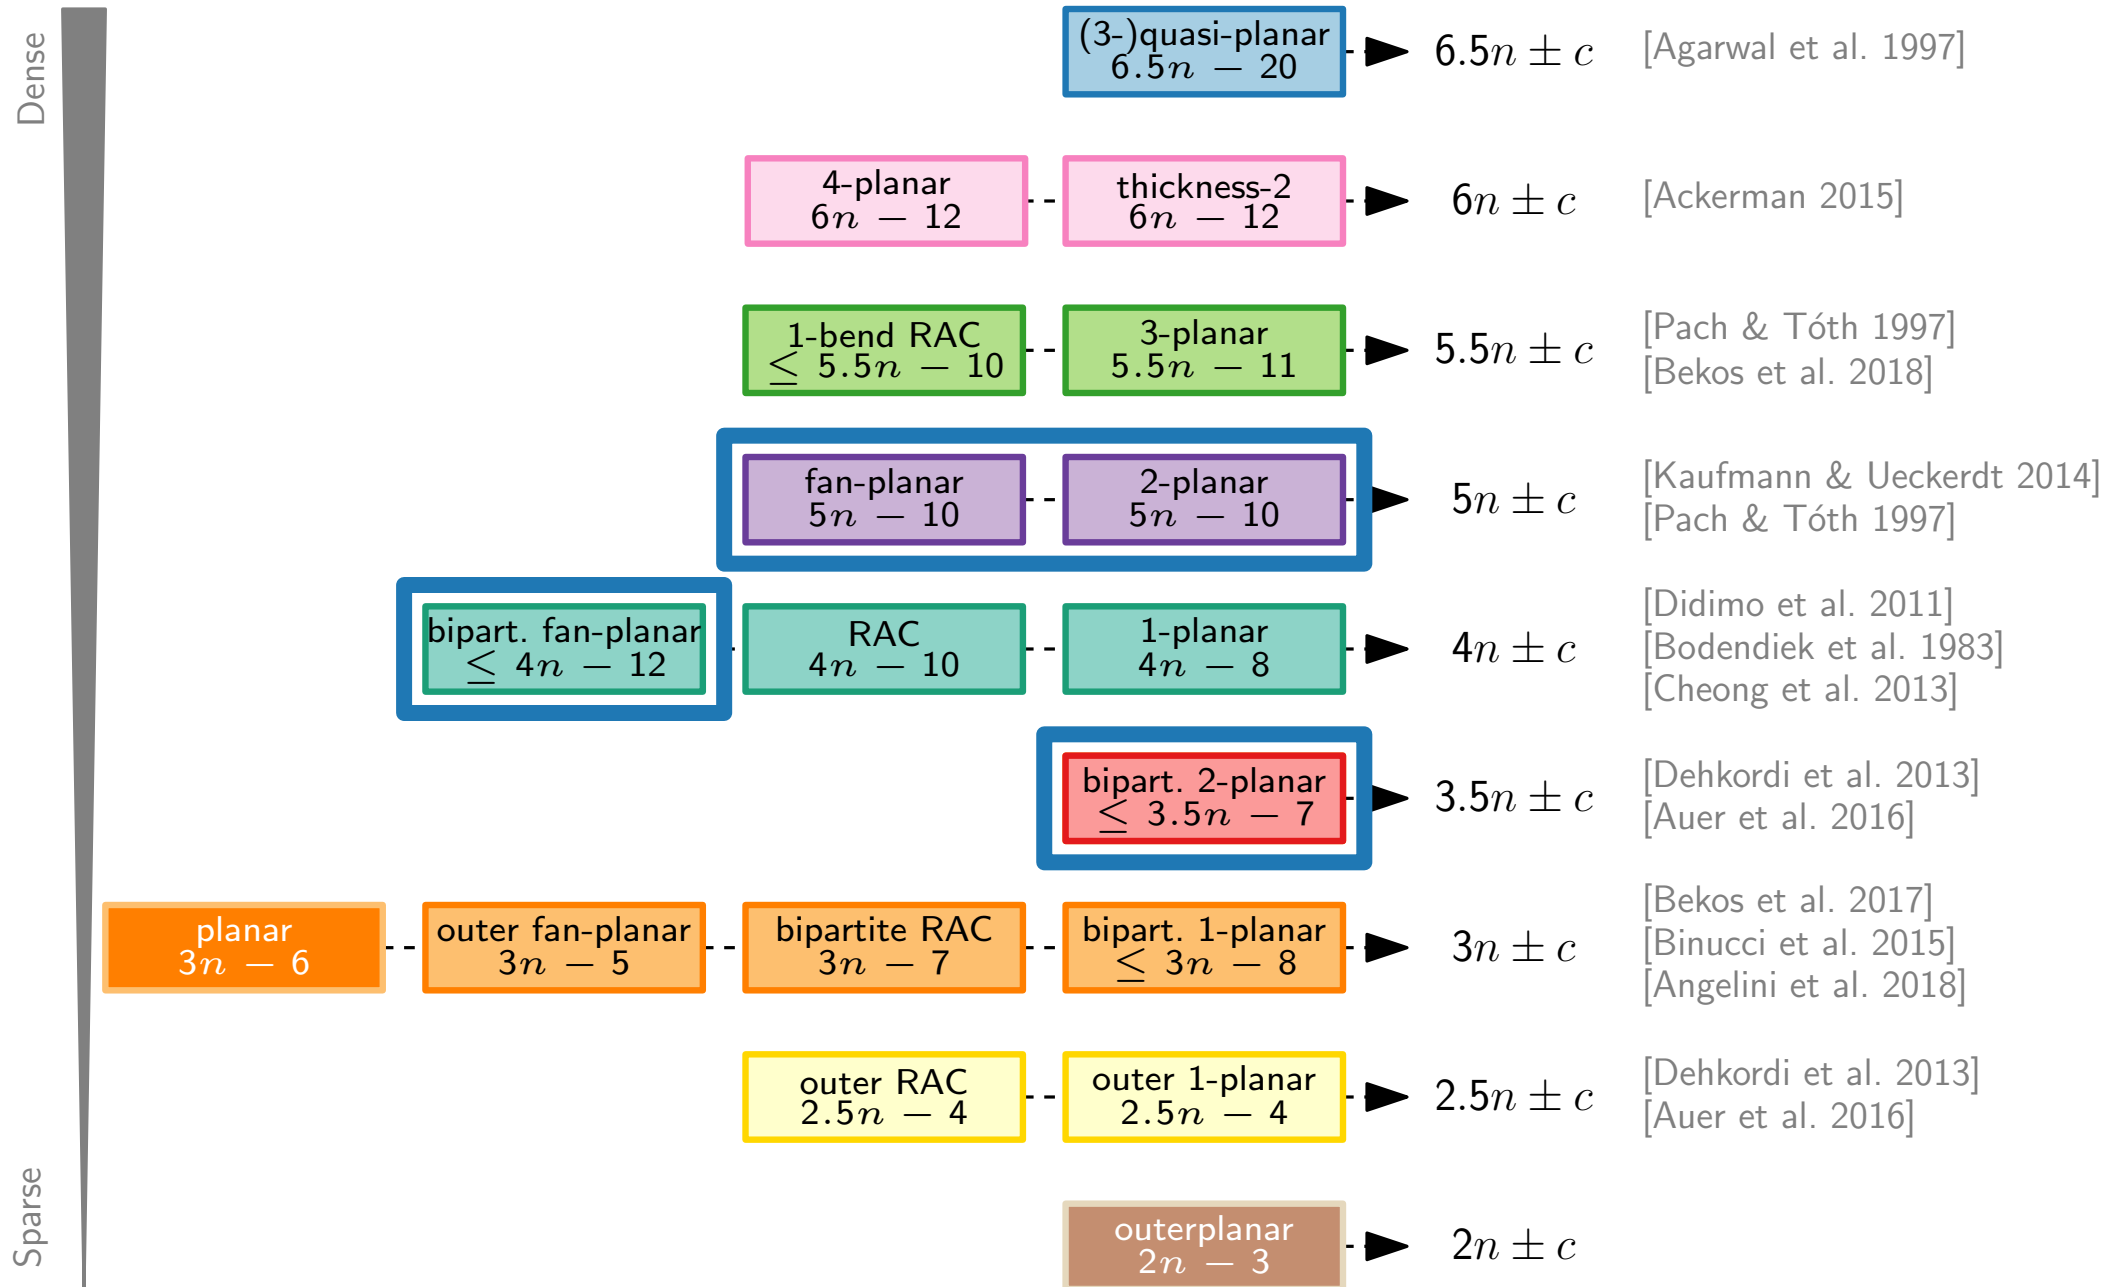 Dense
(3-)quasi-planar
6.5n − 20
6.5n ± c
[Agarwal et al. 1997]
4-planar
6n − 12
thickness-2
6n − 12
6n ± c
[Ackerman 2015]
1-bend RAC
≤ 5.5n − 10
3-planar
5.5n − 11
5.5n ± c
[Pach & Tóth 1997]
[Bekos et al. 2018]
fan-planar
5n − 10
2-planar
5n − 10
5n ± c
[Kaufmann & Ueckerdt 2014]
[Pach & Tóth 1997]
bipart. fan-planar
≤ 4n − 12
RAC
4n − 10
1-planar
4n − 8
4n ± c
[Didimo et al. 2011]
[Bodendiek et al. 1983]
[Cheong et al. 2013]
bipart. 2-planar
≤ 3.5n − 7
3.5n ± c
[Dehkordi et al. 2013]
[Auer et al. 2016]
planar
3n − 6
outer fan-planar
3n − 5
bipartite RAC
3n − 7
bipart. 1-planar
≤ 3n − 8
3n ± c
[Bekos et al. 2017]
[Binucci et al. 2015]
[Angelini et al. 2018]
outer RAC
2.5n − 4
outer 1-planar
2.5n − 4
2.5n ± c
[Dehkordi et al. 2013]
[Auer et al. 2016]
Sparse
outerplanar
2n − 3
2n ± c